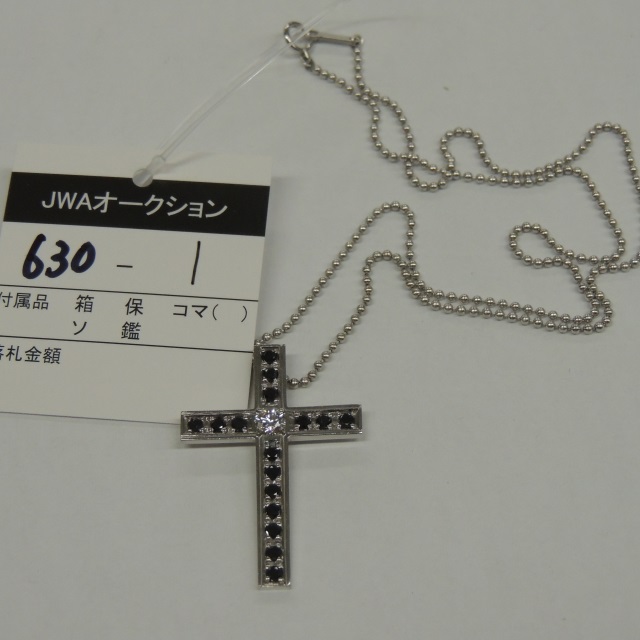 JWAオークション
630 - 1
付属品 箱 保 コマ( )
ソ 鑑
落札金額